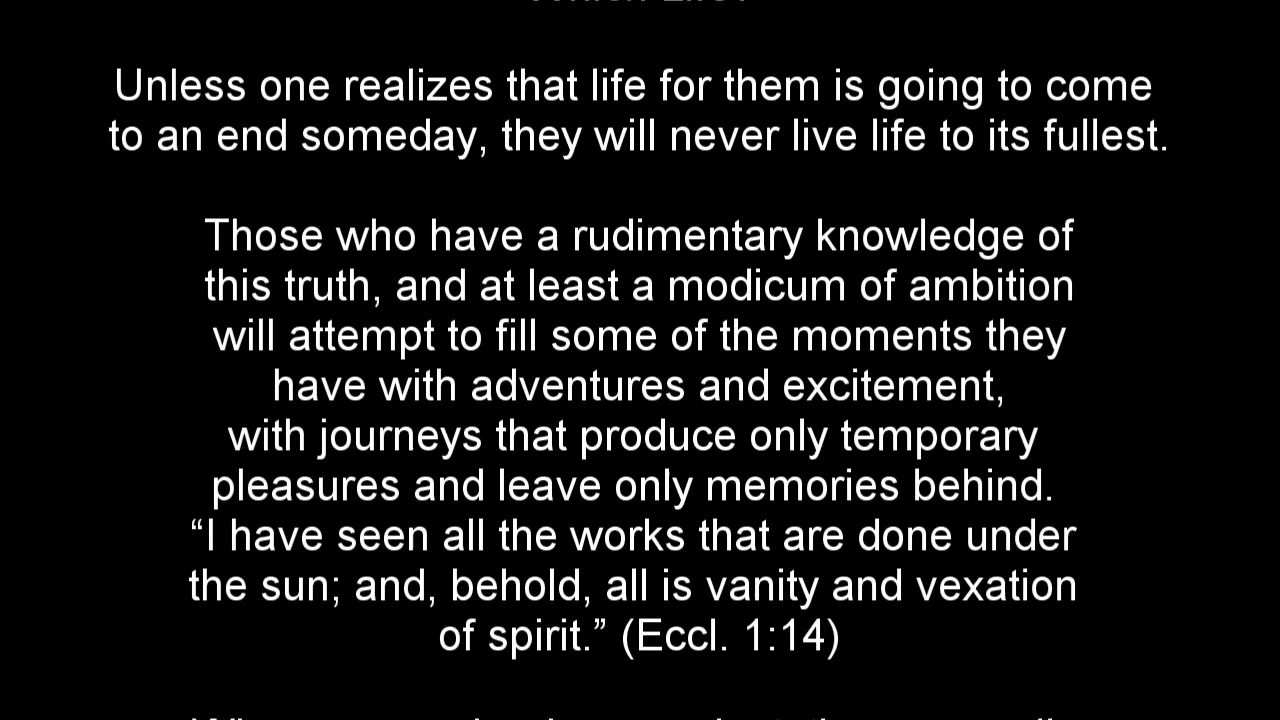 Unless one realizes that life for them is going to come
to an end someday, they will never live life to its fullest.
Those who have a rudimentary knowledge of
this truth, and at least a modicum of ambition
will attempt to fill some of the moments they
have with adventures and excitement,
with journeys that produce only temporary
pleasures and leave only memories behind.
“I have seen all the works that are done under
the sun; and, behold, all is vanity and vexation
of spirit.” (Eccl. 1:14)